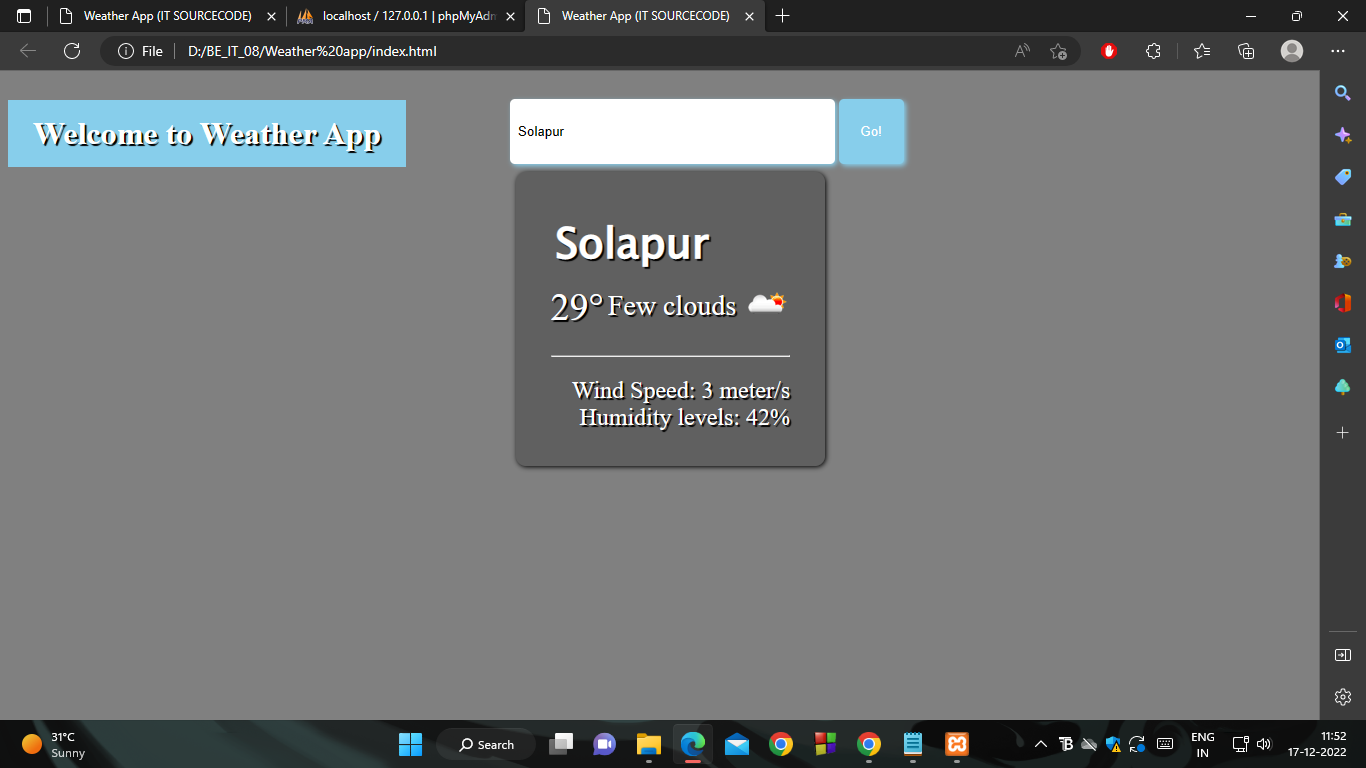 Weather App (IT SOURCECODE)
localhost / 127.0.0.1 | phpMyAdm
Weather App (IT SOURCECODE)
File
D:/BE_IT_08/Weather%20app/index.html
Welcome to Weather App
Solapur
Go!
Solapur
29° Few clouds
Wind Speed: 3 meter/s
Humidity levels: 42%
31°C
Sunny
Search
ENG
IN
11:52
17-12-2022